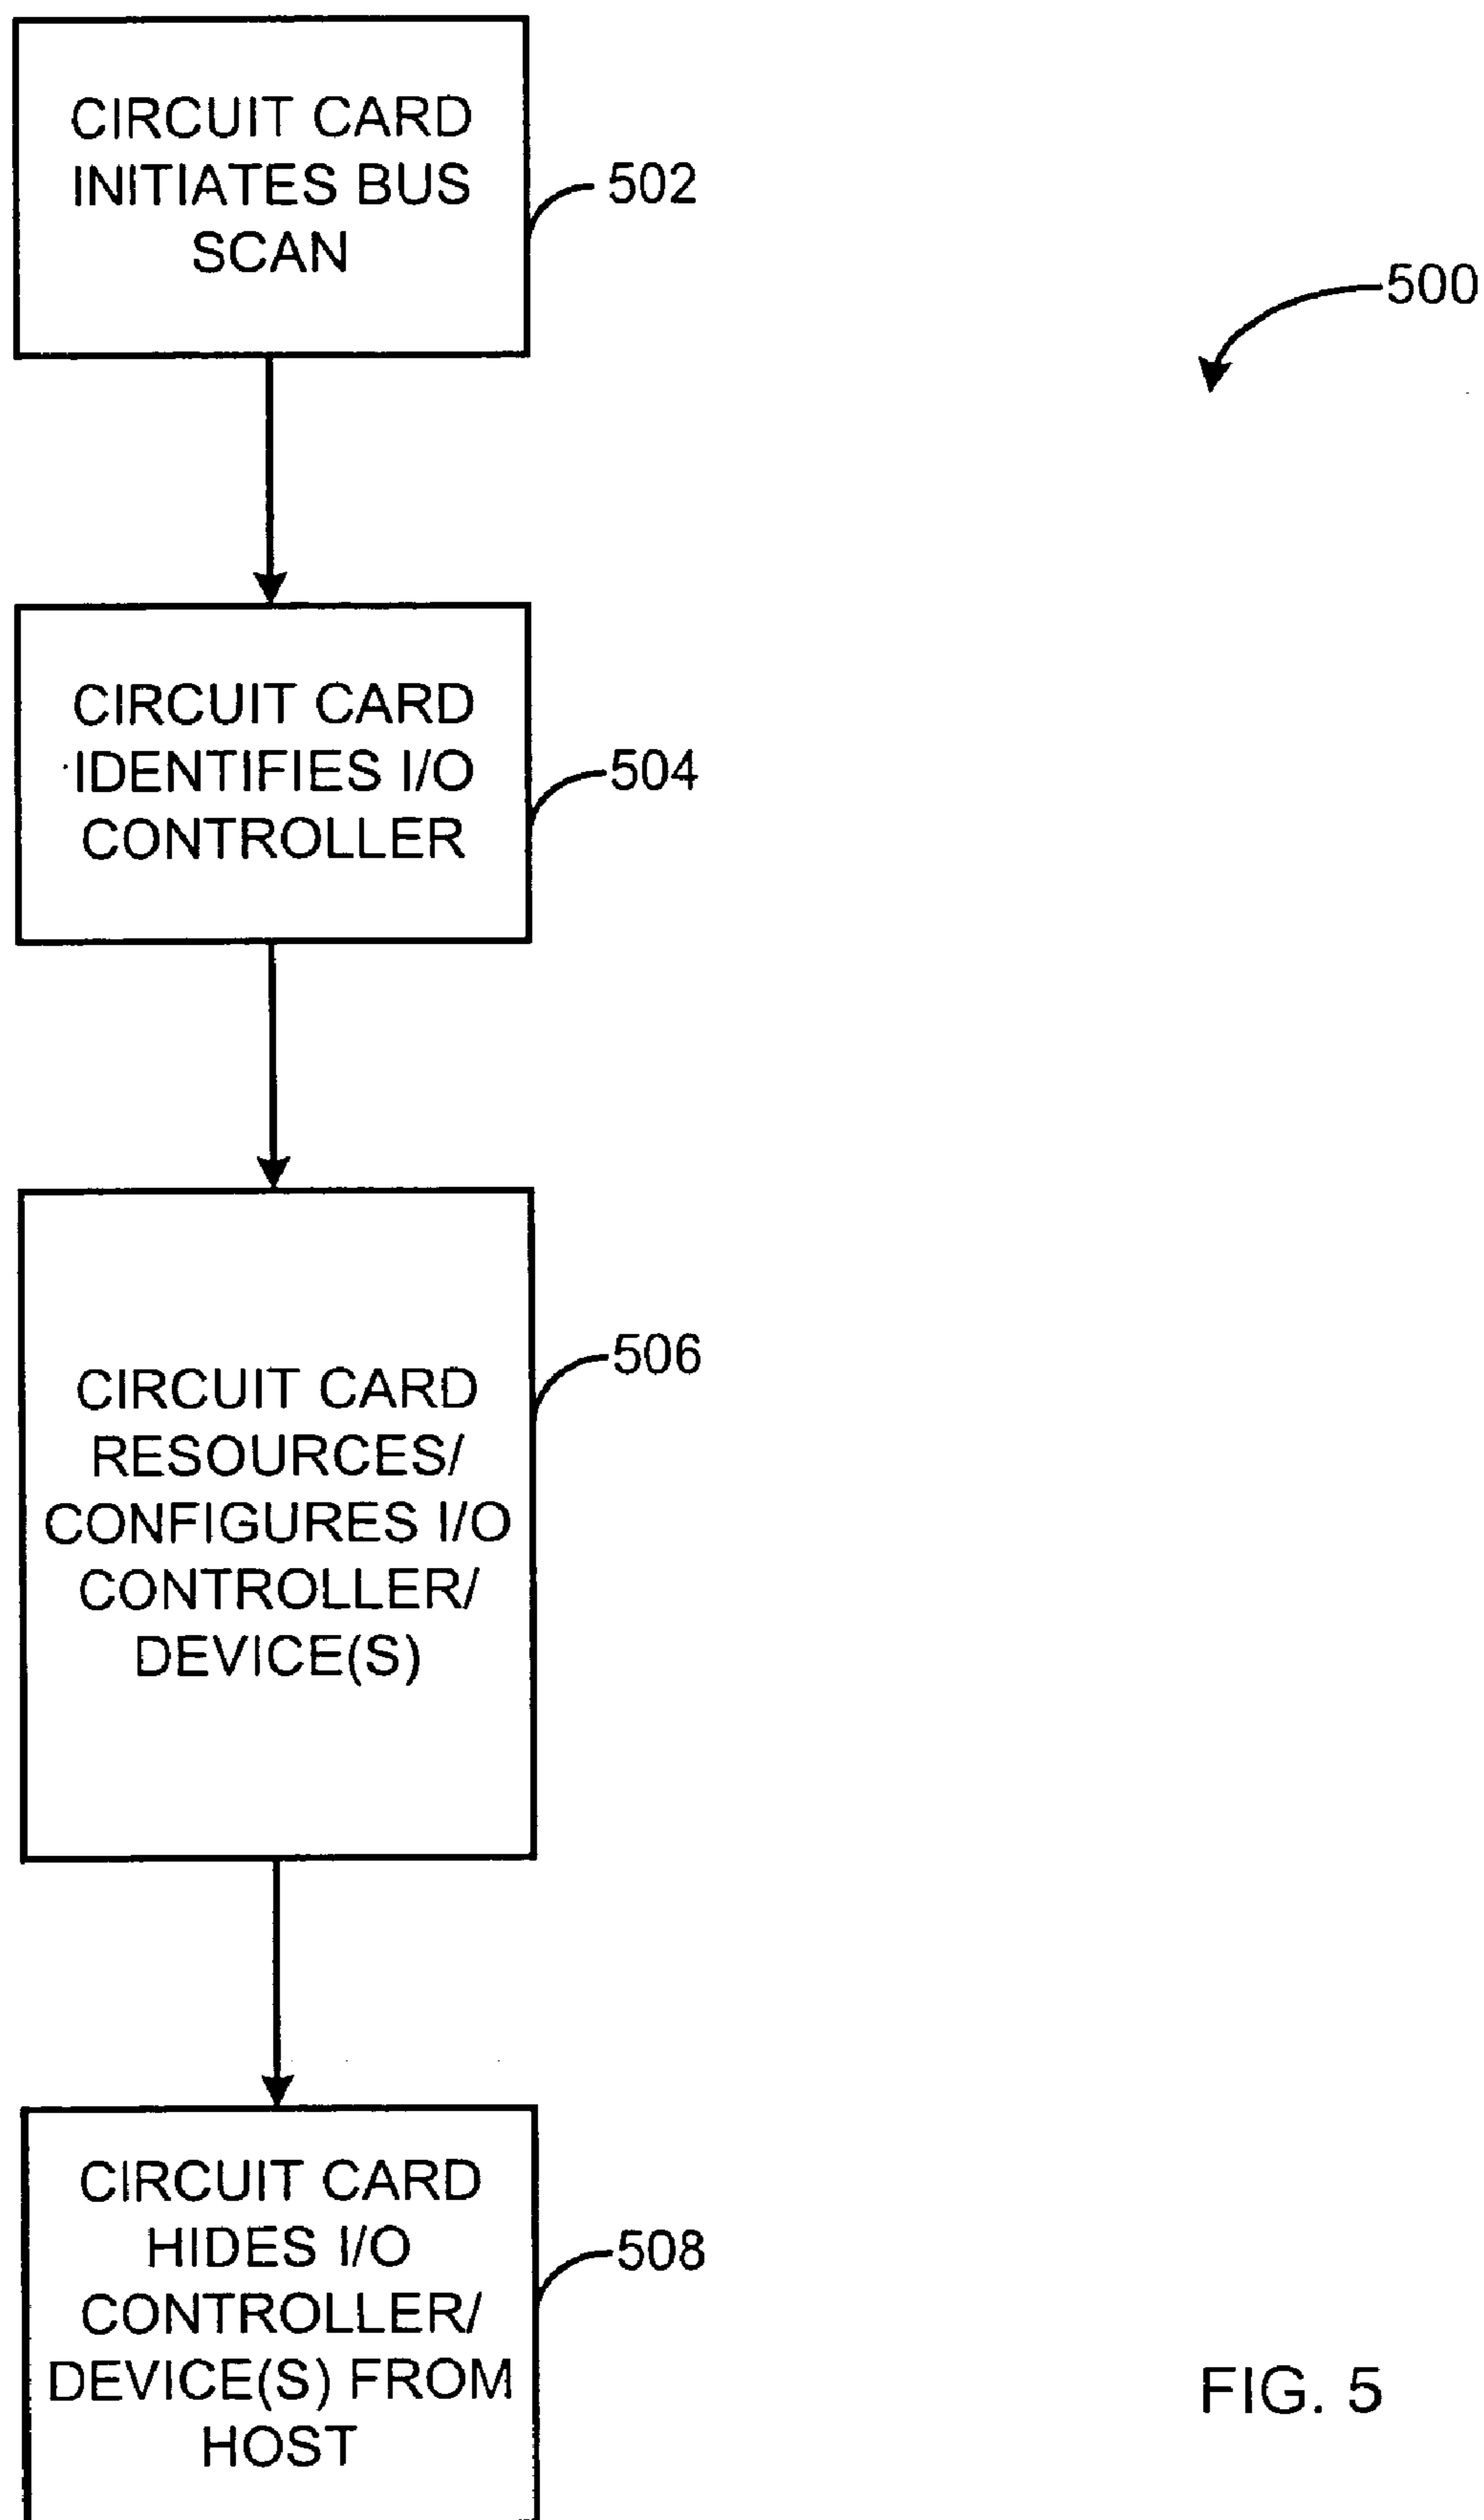 CIRCUIT CARD
INITIATES BUS
SCAN
502
500
CIRCUIT CARD
IDENTIFIES I/O
CONTROLLER
504
CIRCUIT CARD
RESOURCES/
CONFIGURES I/O
CONTROLLER/
DEVICE(S)
506
CIRCUIT CARD
HIDES I/O
CONTROLLER/
DEVICE(S) FROM
HOST
508
FIG. 5